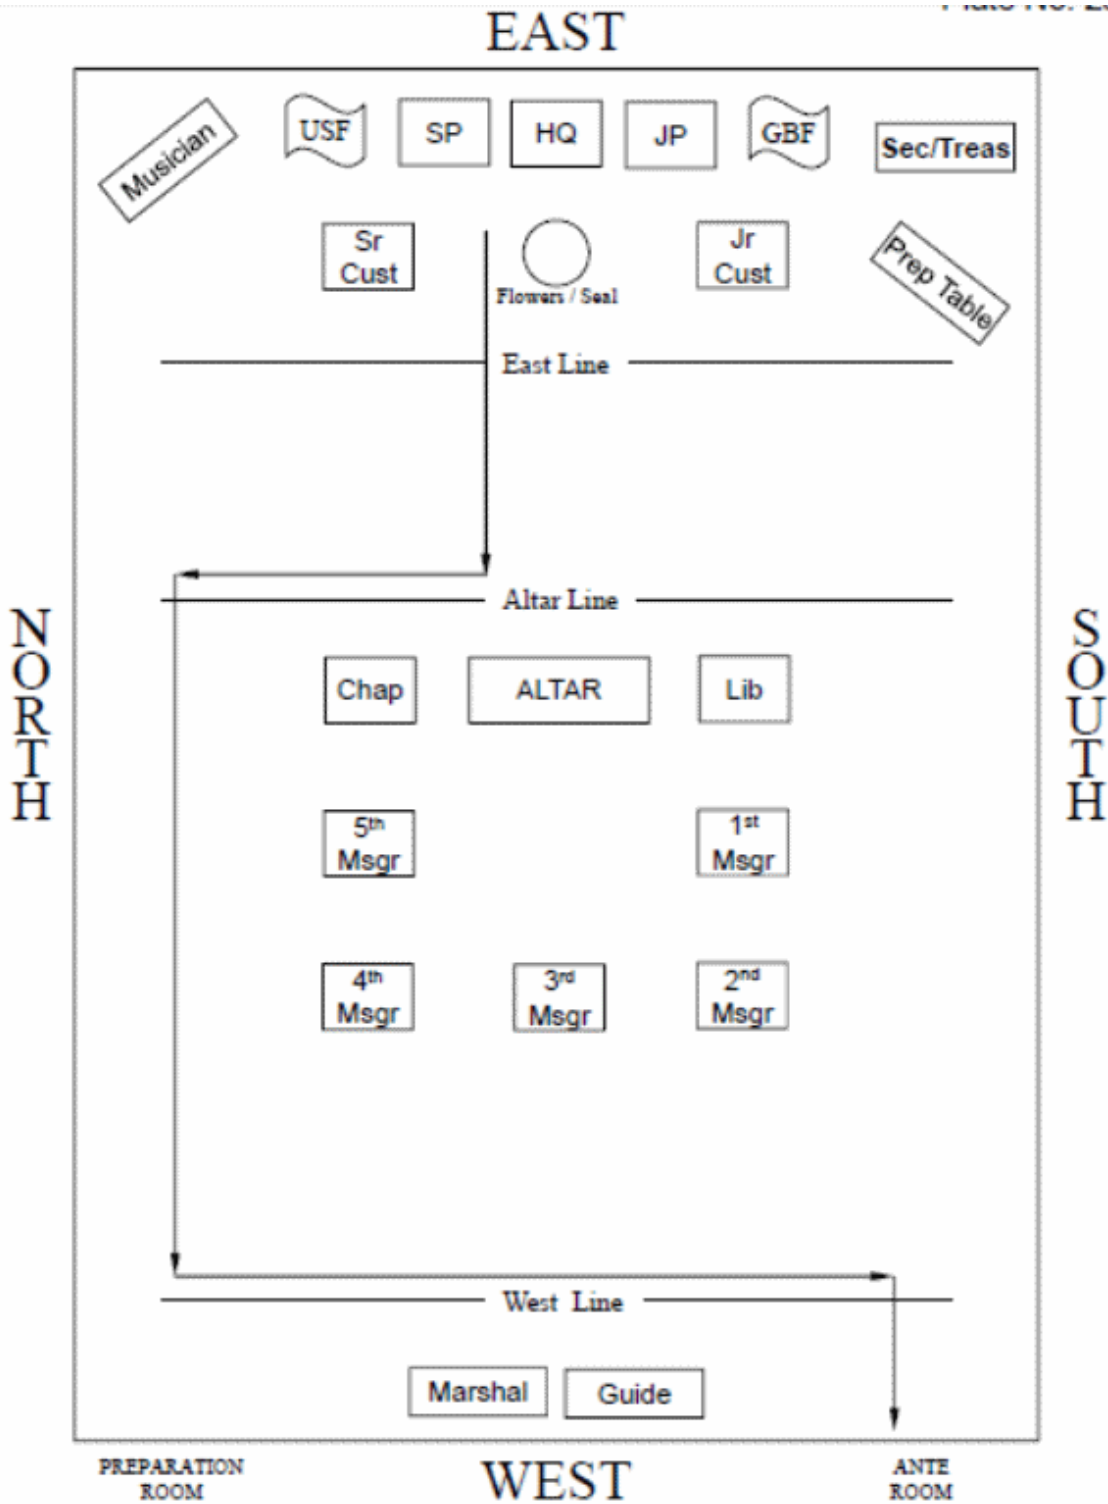 EAST
Musician
USF
SP
HQ
JP
GBF
Sec/Treas
Sr
Cust
Flowers / Seal
Jr
Cust
Prep Table
East Line
Altar Line
NORTH
SOUTH
Chap
ALTAR
Lib
5th
Msgr
1st
Msgr
4th
Msgr
3rd
Msgr
2nd
Msgr
West Line
Marshal
Guide
PREPARATION
ROOM
WEST
ANTE
ROOM